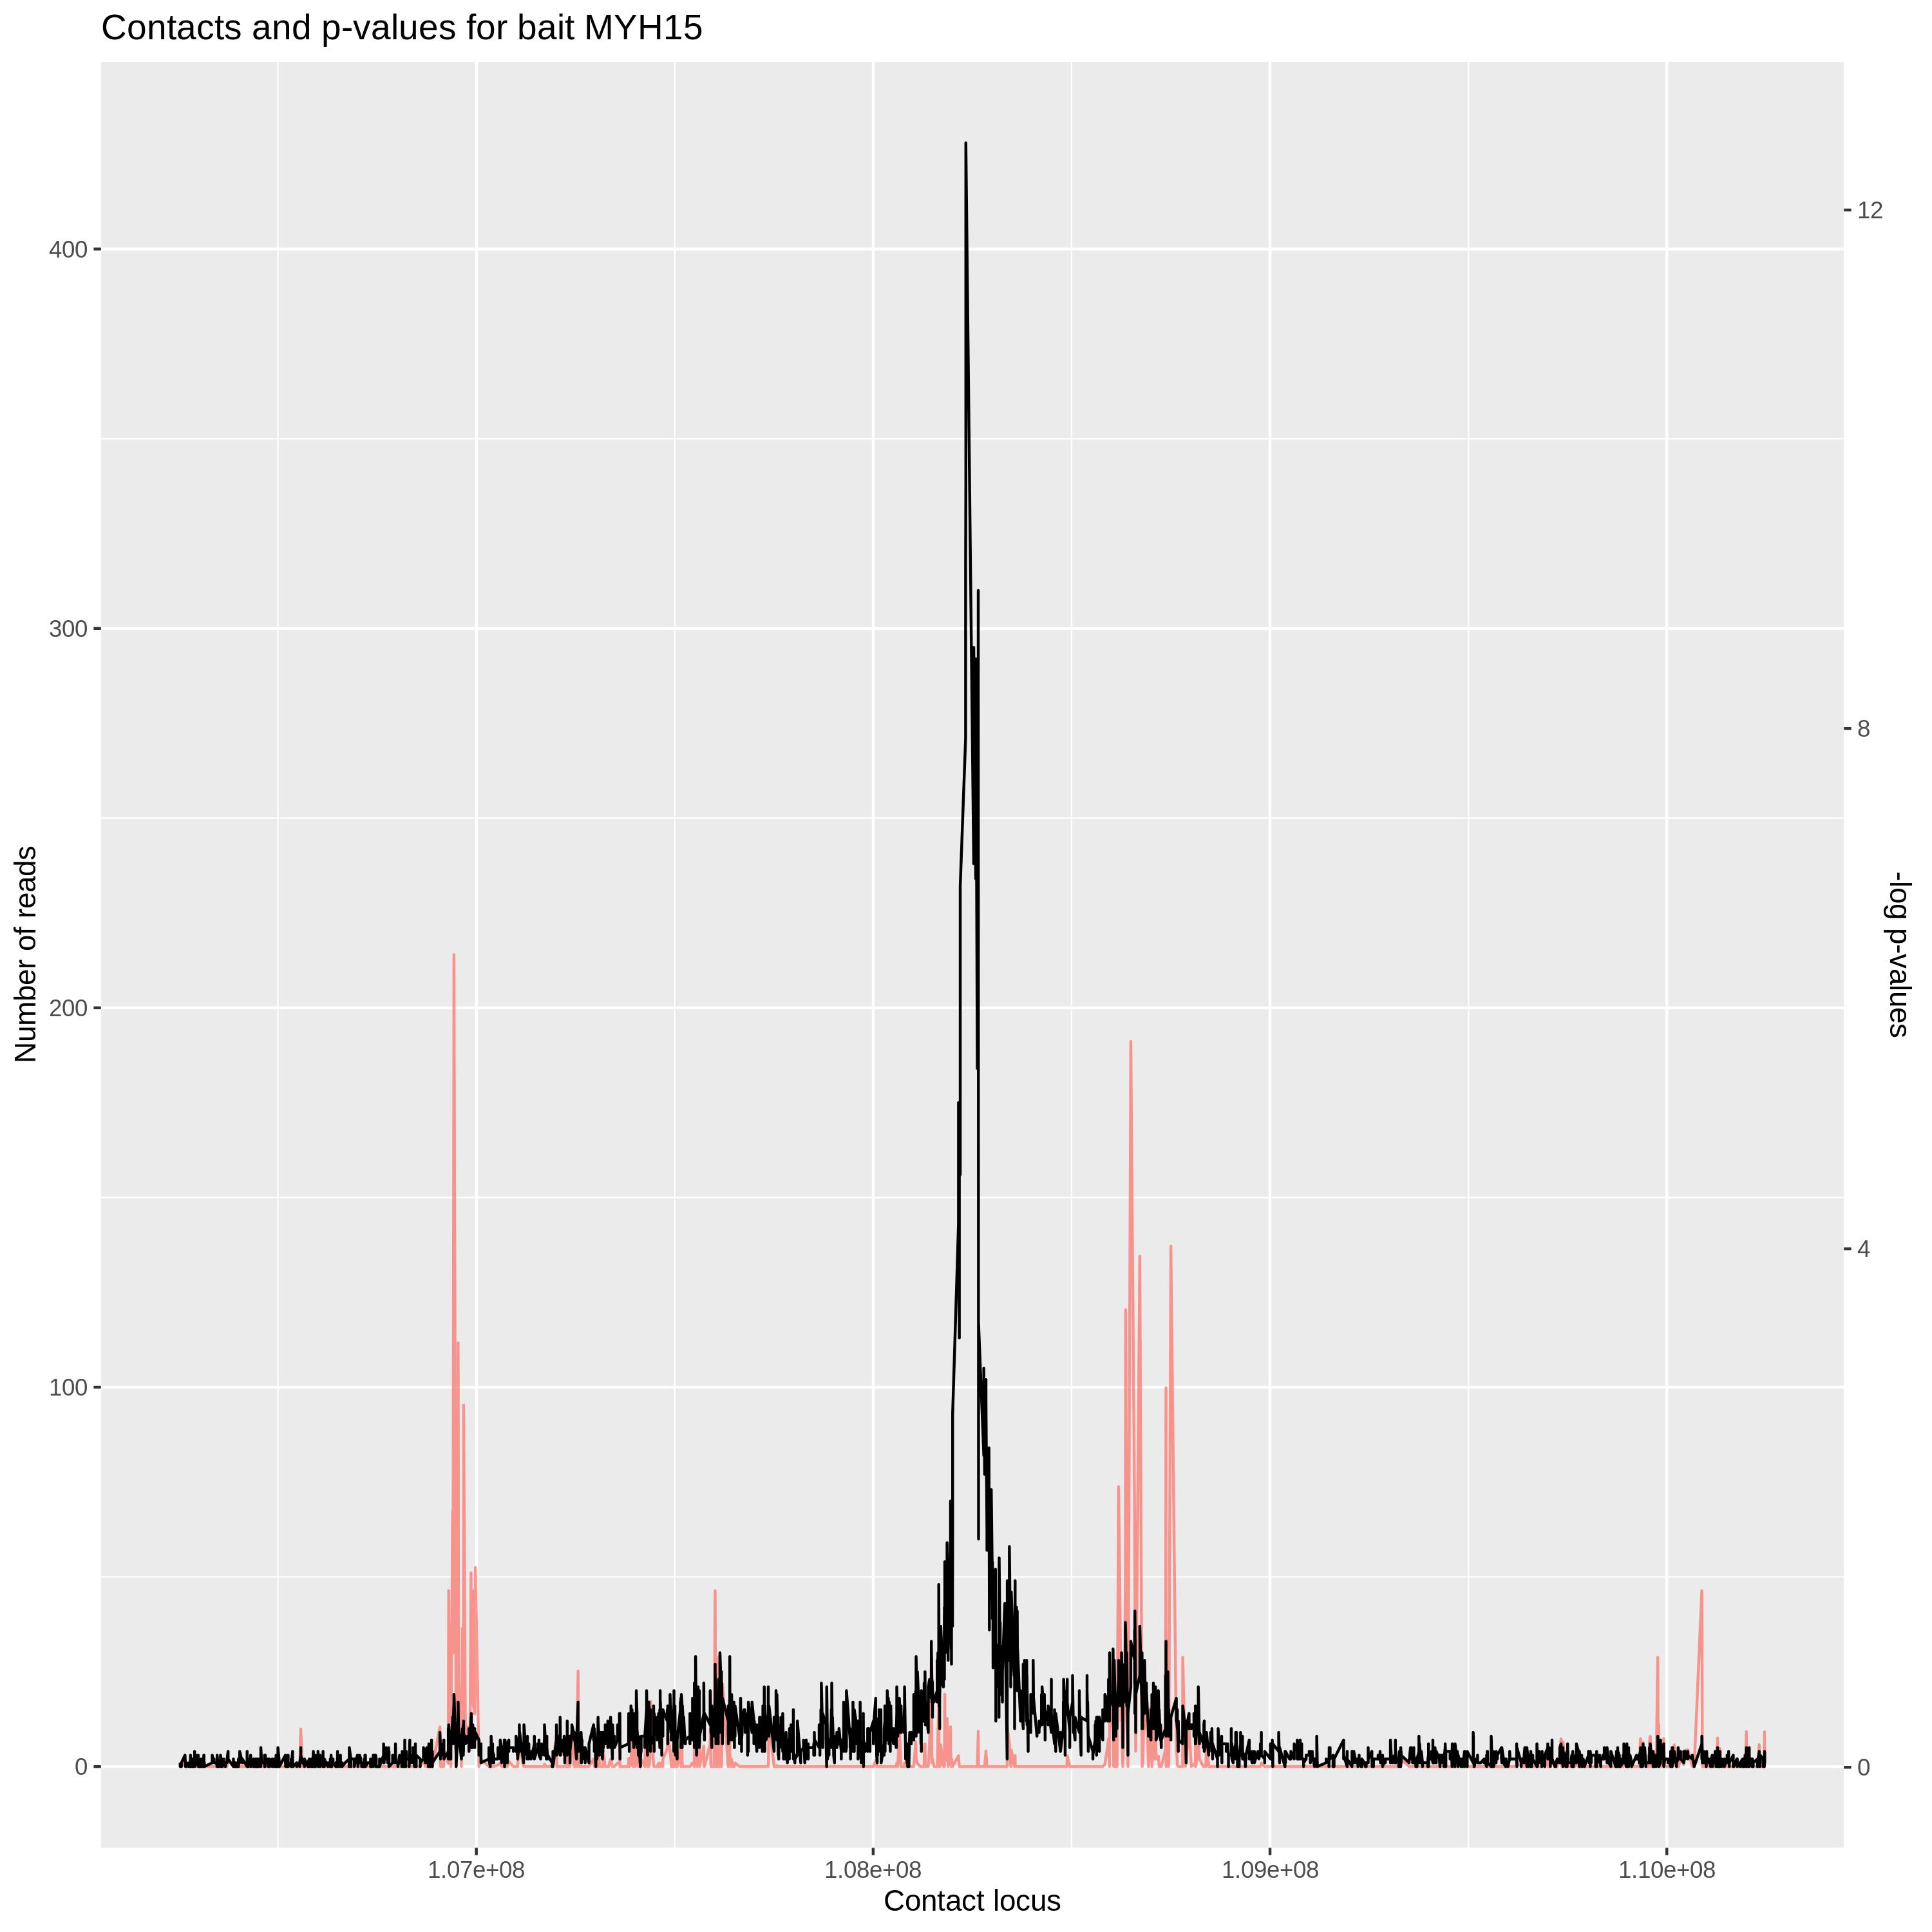 Contacts and p-values for bait MYH15
400
300
200
100
0
12
8
4
0
Number of reads
-log p-values
1.07e+08 1.08e+08 1.09e+08 1.10e+08
Contact locus